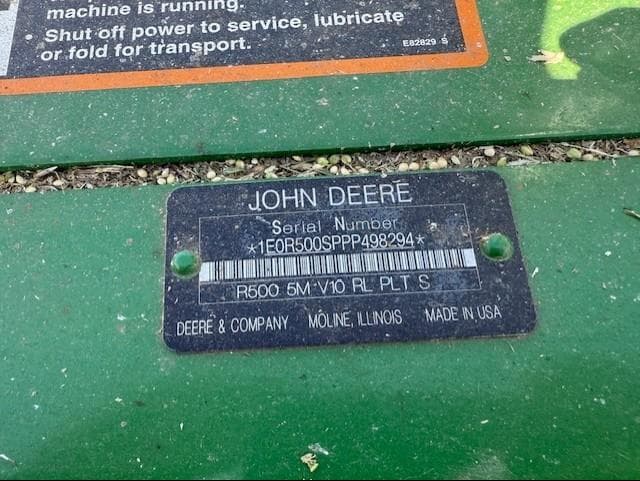 machine is running.
• Shut off power to service, lubricate
or fold for transport.
E82829 S
JOHN DEERE
Serial Number
*1E0R500SPPP498294*
R500 5M V10 RL PLT S
DEERE & COMPANY MOLINE, ILLINOIS MADE IN USA